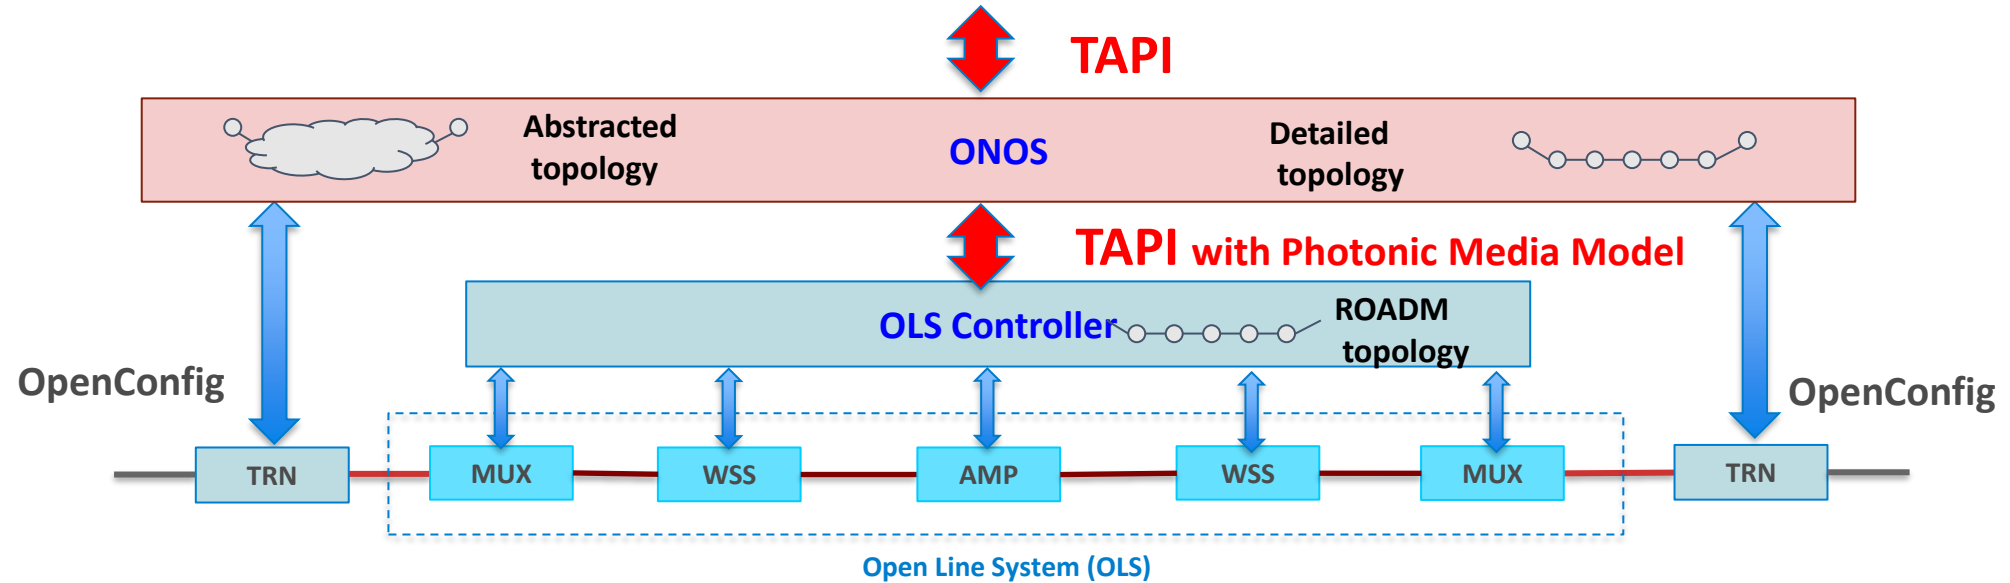 TAPI
Abstracted
topology
ONOS
Detailed
topology
TAPI with Photonic Media Model
OLS Controller
ROADM
topology
OpenConfig
OpenConfig
TRN
MUX
WSS
AMP
WSS
MUX
TRN
Open Line System (OLS)